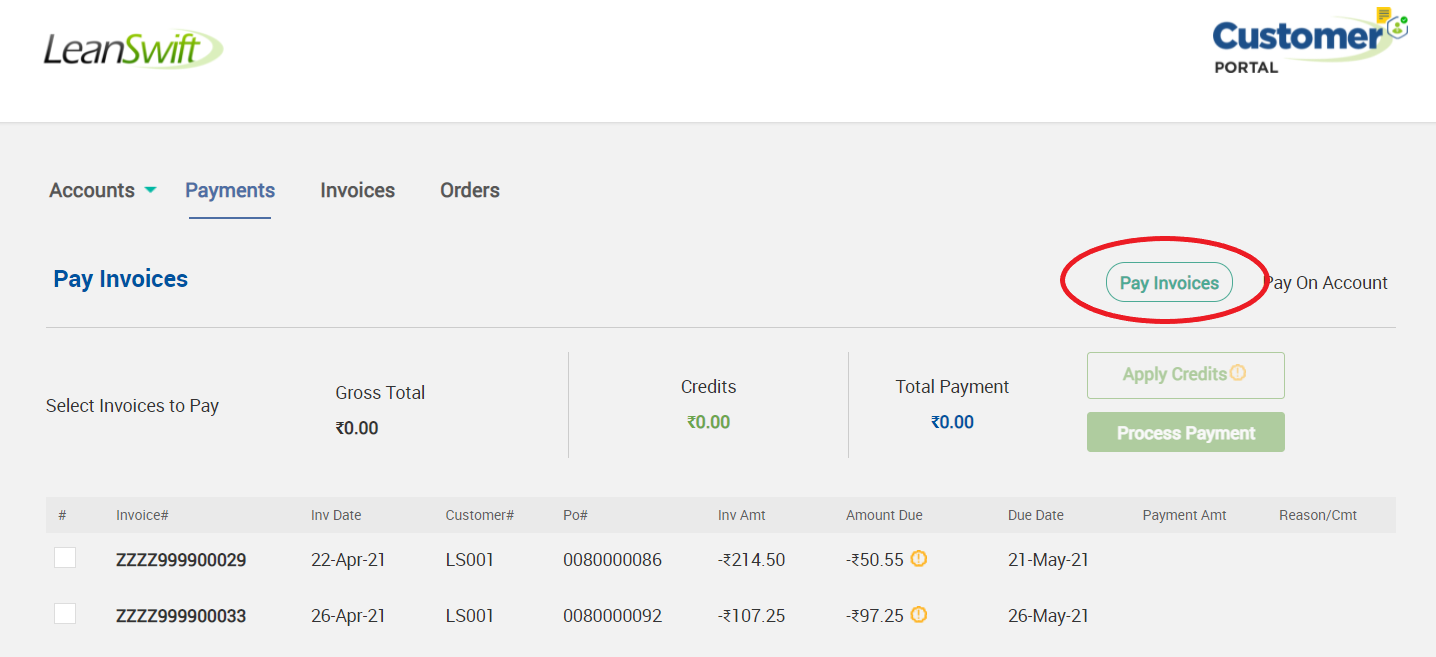 LeanSwift
Customer
PORTAL
Accounts Payments Invoices Orders
Pay Invoices
Pay Invoices Pay On Account
Select Invoices to Pay
Gross Total
₹0.00
Credits
₹0.00
Total Payment
₹0.00
Apply Credits
Process Payment
# Invoice# Inv Date Customer# Po# Inv Amt Amount Due Due Date Payment Amt Reason/Cmt
ZZZZ999900029 22-Apr-21 LS001 0080000086 -₹214.50 -₹50.55 21-May-21
ZZZZ999900033 26-Apr-21 LS001 0080000092 -₹107.25 -₹97.25 26-May-21